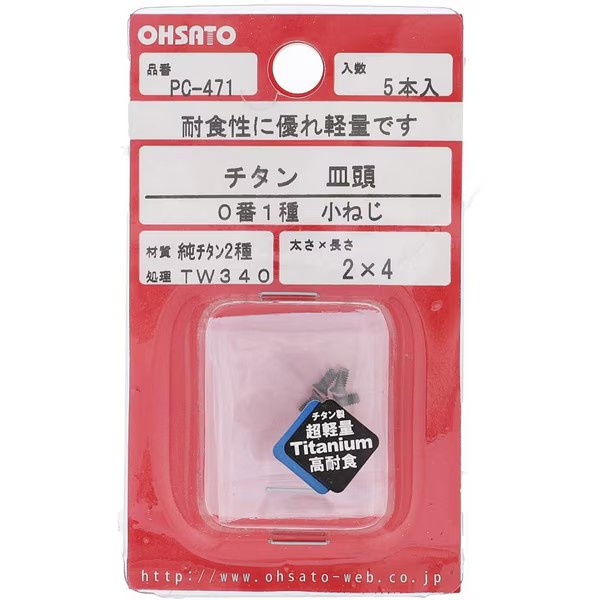 OHSATO
品番
PC-471
入数
5本入
耐食性に優れ軽量です
チタン 皿頭
0番1種 小ねじ
材質 純チタン2種
処理 TW340
太さ×長さ
2×4
チタン製
超軽量
Titanium
高耐食
http://www.ohsato-web.co.jp